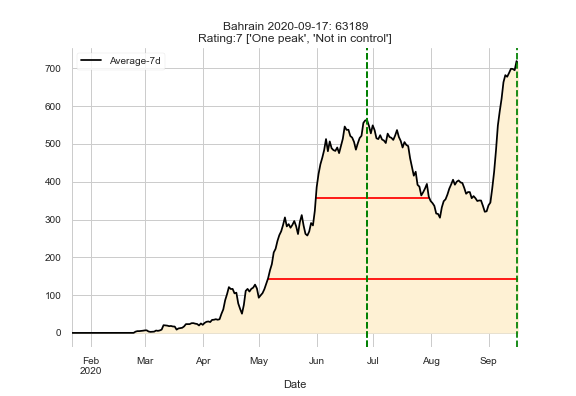 Bahrain 2020-09-17: 63189
Rating:7 ['One peak', 'Not in control']
Average-7d
700
600
500
400
300
200
100
0
Feb Mar Apr May Jun Jul Aug Sep
2020
Date